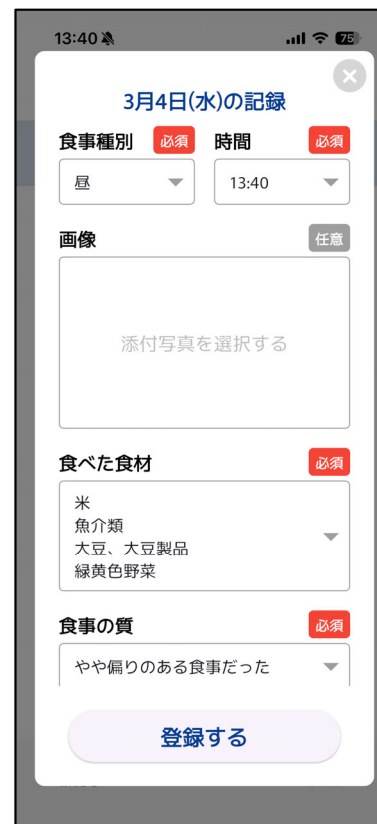 13:40
75
3月4日(水)の記録
食事種別 必須 時間 必須
昼 13:40
画像 任意
添付写真を選択する
食べた食材 必須
米
魚介類
大豆、大豆製品
緑黄色野菜
食事の質 必須
やや偏りのある食事だった
登録する